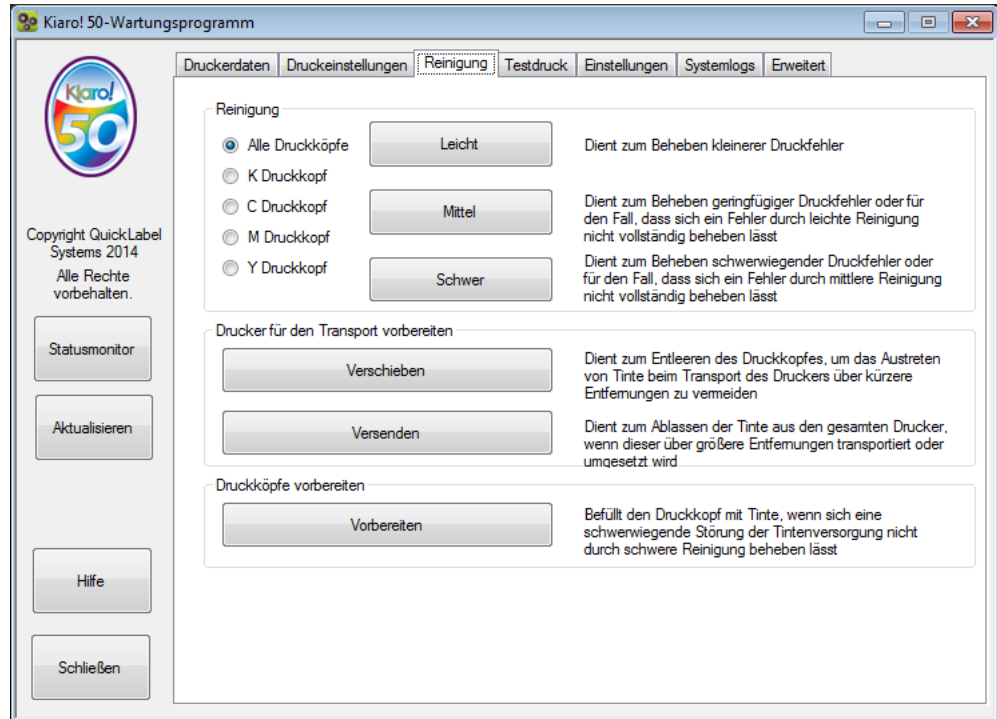 Kiaro! 50-Wartungsprogramm
Kiaro!
50
Copyright QuickLabel
Systems 2014
Alle Rechte
vorbehalten.
Statusmonitor
Aktualisieren
Hilfe
Schließen
Druckerdaten Druckeinstellungen Reinigung Testdruck Einstellungen Systemlogs Erweitert
Reinigung
Alle Druckköpfe
K Druckkopf
C Druckkopf
M Druckkopf
Y Druckkopf
Leicht
Dient zum Beheben kleinerer Druckfehler
Mittel
Dient zum Beheben geringfügiger Druckfehler oder für
den Fall, dass sich ein Fehler durch leichte Reinigung
nicht vollständig beheben lässt
Schwer
Dient zum Beheben schwerwiegender Druckfehler oder
für den Fall, dass sich ein Fehler durch mittlere Reinigung
nicht vollständig beheben lässt
Drucker für den Transport vorbereiten
Verschieben
Dient zum Entleeren des Druckkopfes, um das Austreten
von Tinte beim Transport des Druckers über kürzere
Entfernungen zu vermeiden
Versenden
Dient zum Ablassen der Tinte aus den gesamten Drucker,
wenn dieser über größere Entfernungen transportiert oder
umgesetzt wird
Druckköpfe vorbereiten
Vorbereiten
Befüllt den Druckkopf mit Tinte, wenn sich eine
schwerwiegende Störung der Tintenversorgung nicht
durch schwere Reinigung beheben lässt